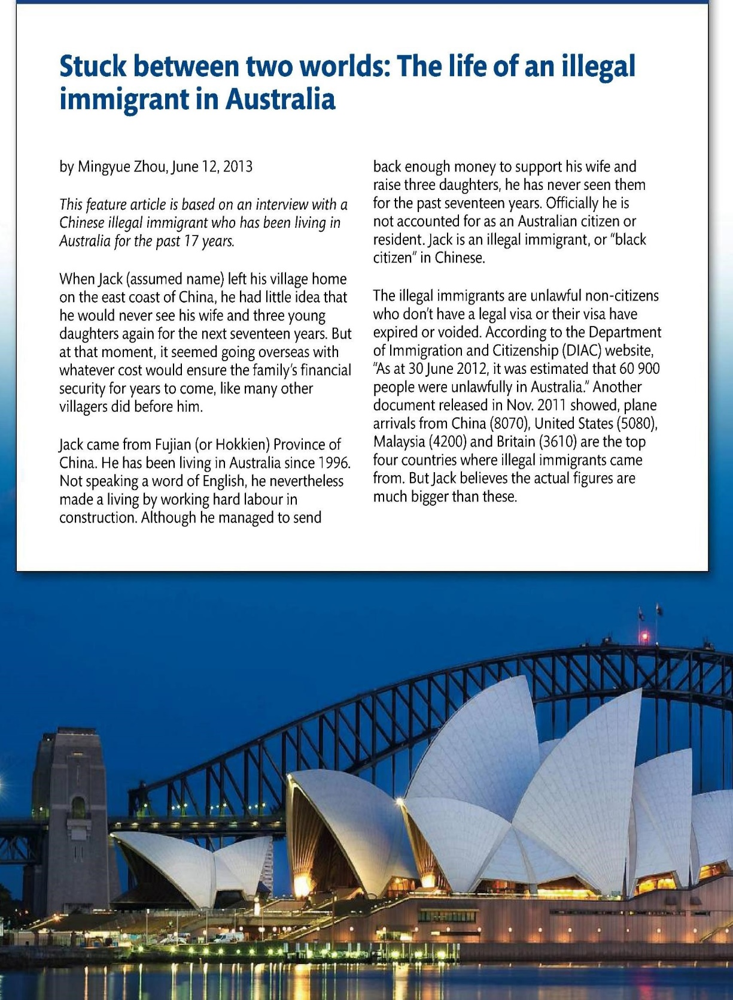 Stuck between two worlds: The life of an illegal
immigrant in Australia
by Mingyue Zhou, June 12, 2013
This feature article is based on an interview with a
Chinese illegal immigrant who has been living in
Australia for the past 17 years.
When Jack (assumed name) left his village home
on the east coast of China, he had little idea that
he would never see his wife and three young
daughters again for the next seventeen years. But
at that moment, it seemed going overseas with
whatever cost would ensure the family's financial
security for years to come, like many other
villagers did before him.
Jack came from Fujian (or Hokkien) Province of
China. He has been living in Australia since 1996.
Not speaking a word of English, he nevertheless
made a living by working hard labour in
construction. Although he managed to send
back enough money to support his wife and
raise three daughters, he has never seen them
for the past seventeen years. Officially he is
not accounted for as an Australian citizen or
resident. Jack is an illegal immigrant, or "black
citizen" in Chinese.
The illegal immigrants are unlawful non-citizens
who don't have a legal visa or their visa have
expired or voided. According to the Department
of Immigration and Citizenship (DIAC) website,
"As at 30 June 2012, it was estimated that 60 900
people were unlawfully in Australia." Another
document released in Nov. 2011 showed, plane
arrivals from China (8070), United States (5080),
Malaysia (4200) and Britain (3610) are the top
four countries where illegal immigrants came
from. But Jack believes the actual figures are
much bigger than these.